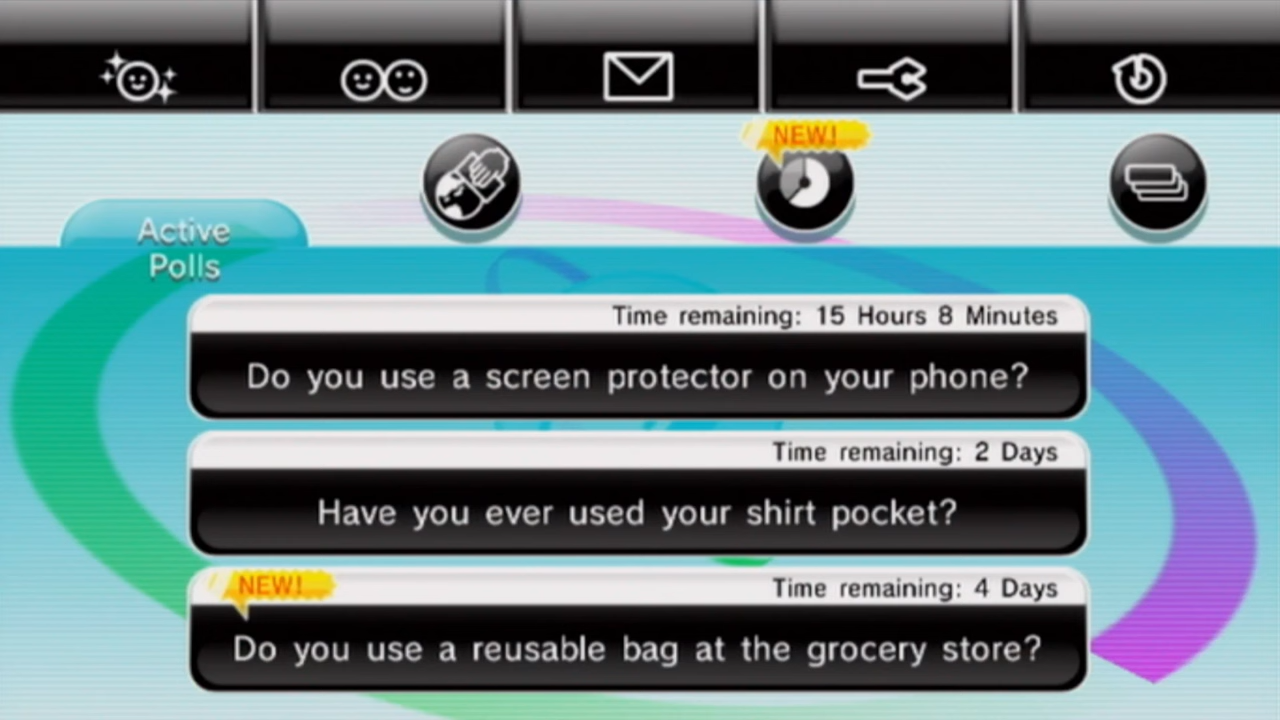 NEW!
Active
Polls
Time remaining: 15 Hours 8 Minutes
Do you use a screen protector on your phone?
Time remaining: 2 Days
Have you ever used your shirt pocket?
NEW!
Time remaining: 4 Days
Do you use a reusable bag at the grocery store?